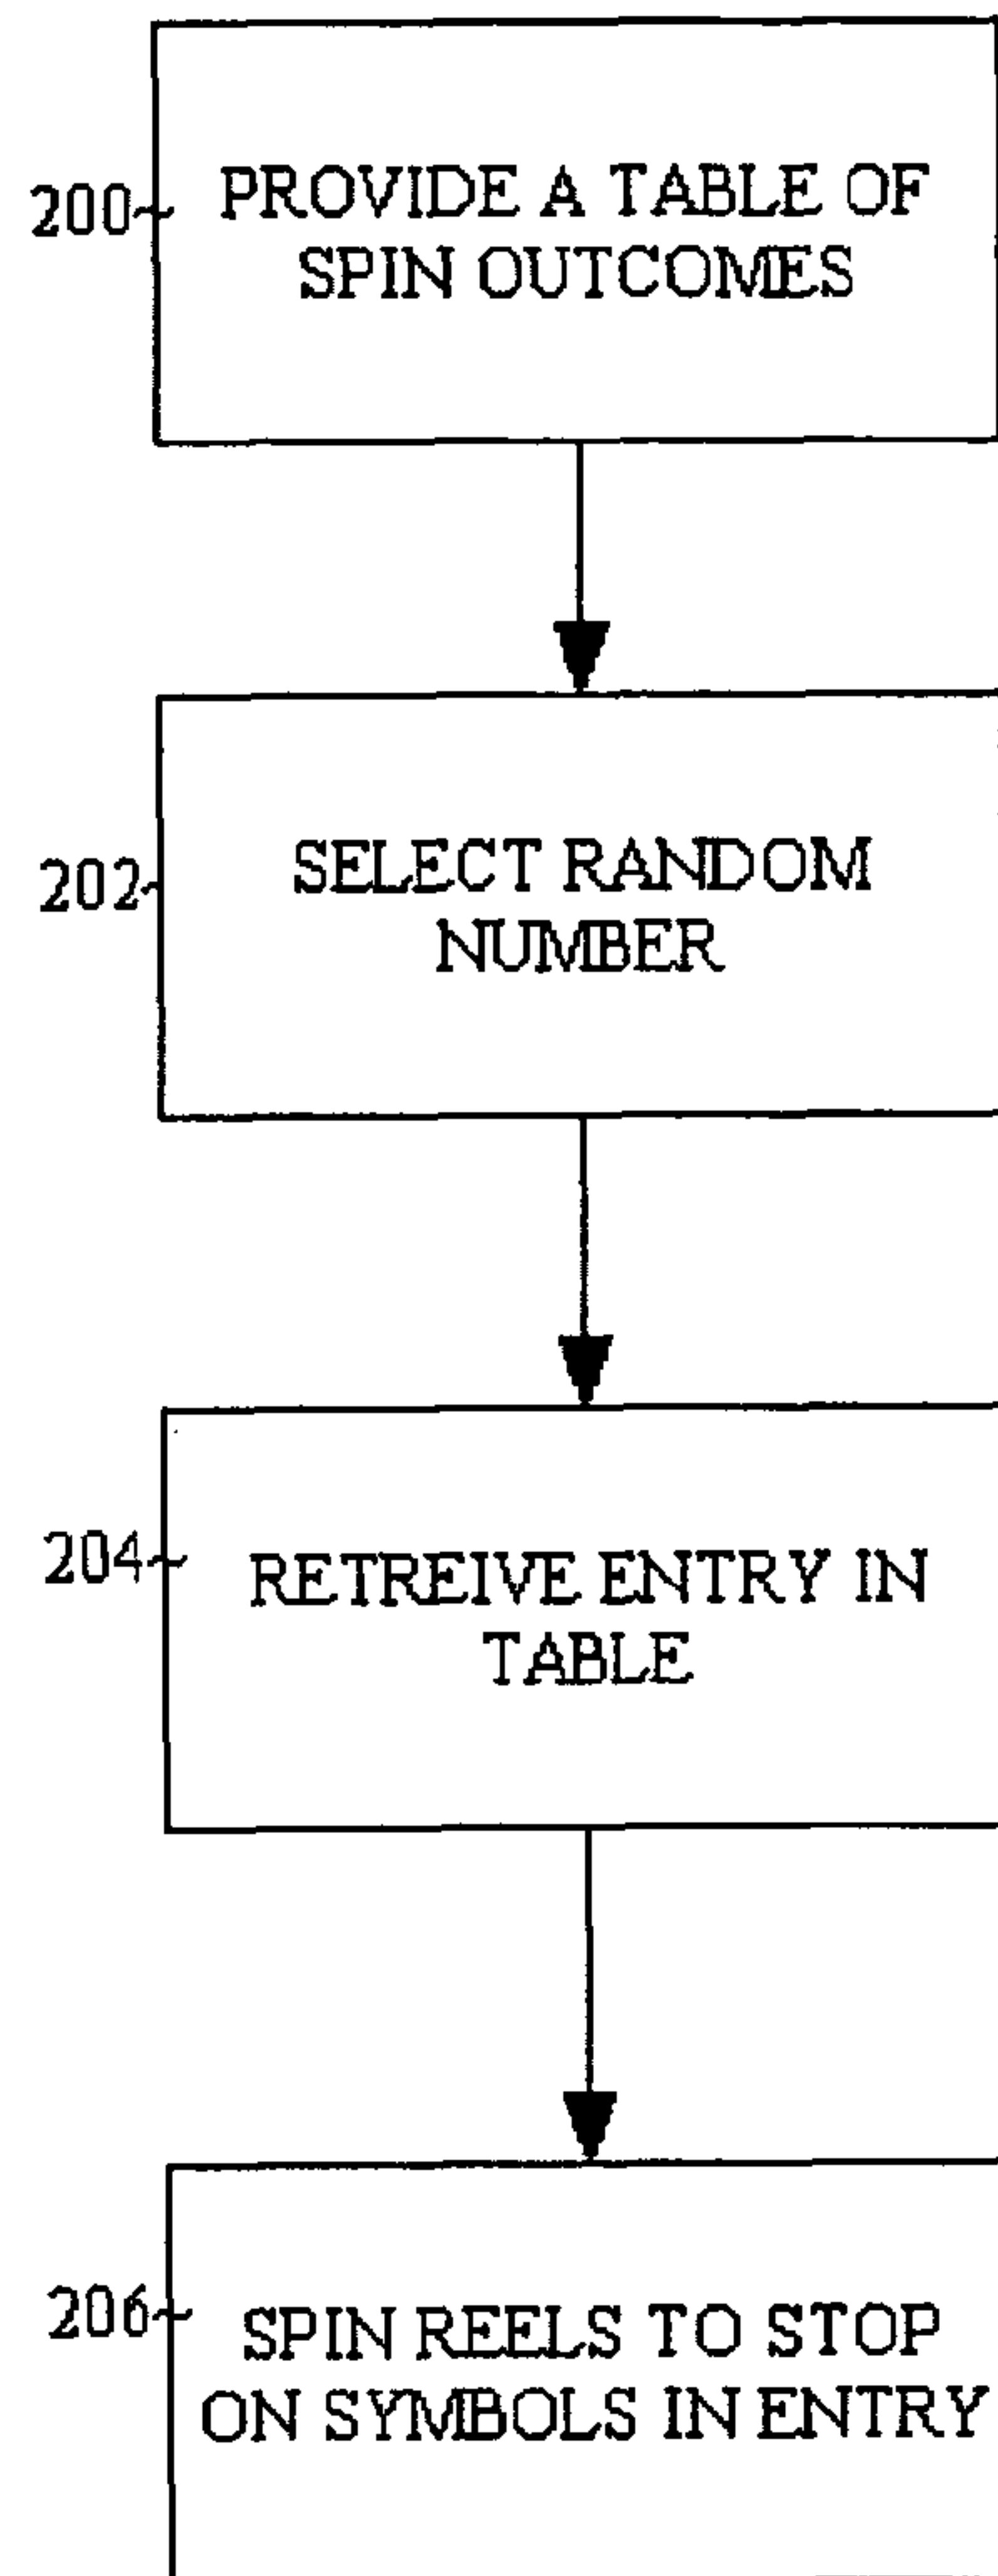 200
PROVIDE A TABLE OF
SPIN OUTCOMES
202
SELECT RANDOM
NUMBER
204
RETREIVE ENTRY IN
TABLE
206
SPIN REELS TO STOP
ON SYMBOLS IN ENTRY